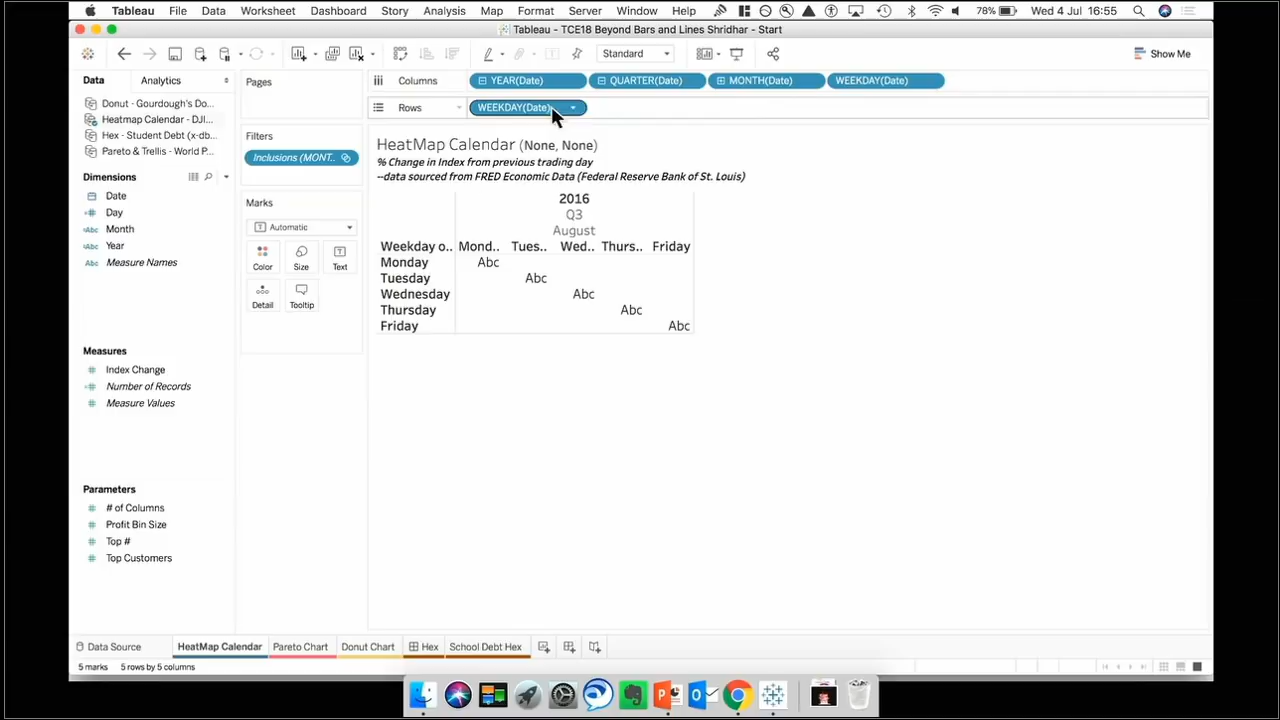 Tableau File Data Worksheet Dashboard Story Analysis Map Format Server Window Help 78% Wed 4 Jul 16:55
Tableau - TCE18 Beyond Bars and Lines Shridhar - Start
Standard Show Me
Data Analytics
Pages
Columns YEAR(Date) QUARTER(Date) MONTH(Date) WEEKDAY(Date)
Rows WEEKDAY(Date)
Donut - Gourdough's Do...
Heatmap Calendar - DJI...
Hex - Student Debt (x-db...
Pareto & Trellis - World P...
Dimensions
Date
Day
Month
Year
Measure Names
Measures
Index Change
Number of Records
Measure Values
Parameters
# of Columns
Profit Bin Size
Top #
Top Customers
Filters
Inclusions (MONT..
Marks
Automatic
Color Size Text
Detail Tooltip
HeatMap Calendar (None, None)
% Change in Index from previous trading day
--data sourced from FRED Economic Data (Federal Reserve Bank of St. Louis)
2016
Q3
August
Weekday o.. Mond.. Tues.. Wed.. Thurs.. Friday
Monday Abc
Tuesday Abc
Wednesday Abc
Thursday Abc
Friday Abc
Data Source HeatMap Calendar Pareto Chart Donut Chart Hex School Debt Hex
5 marks 5 rows by 5 columns